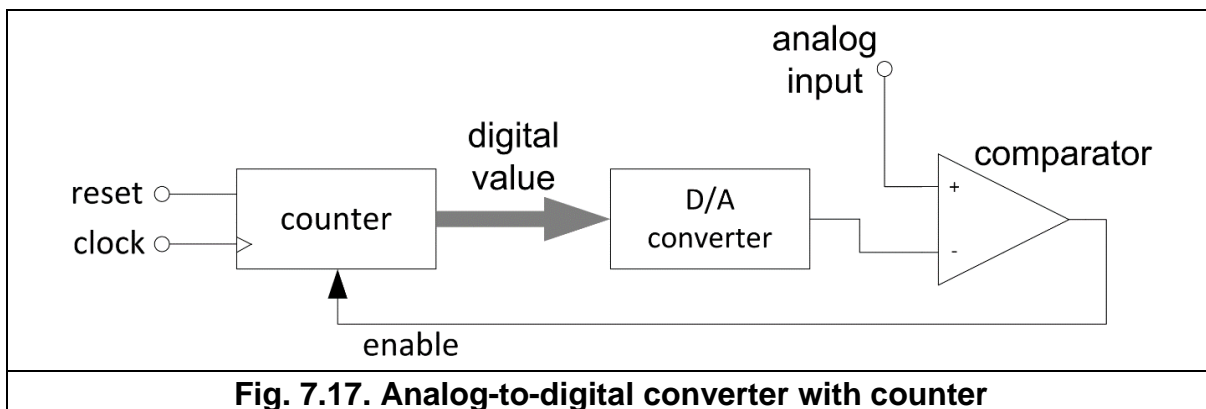 analog
input
comparator
+
-
digital
value
D/A
converter
reset
clock
counter
enable
Fig. 7.17. Analog-to-digital converter with counter